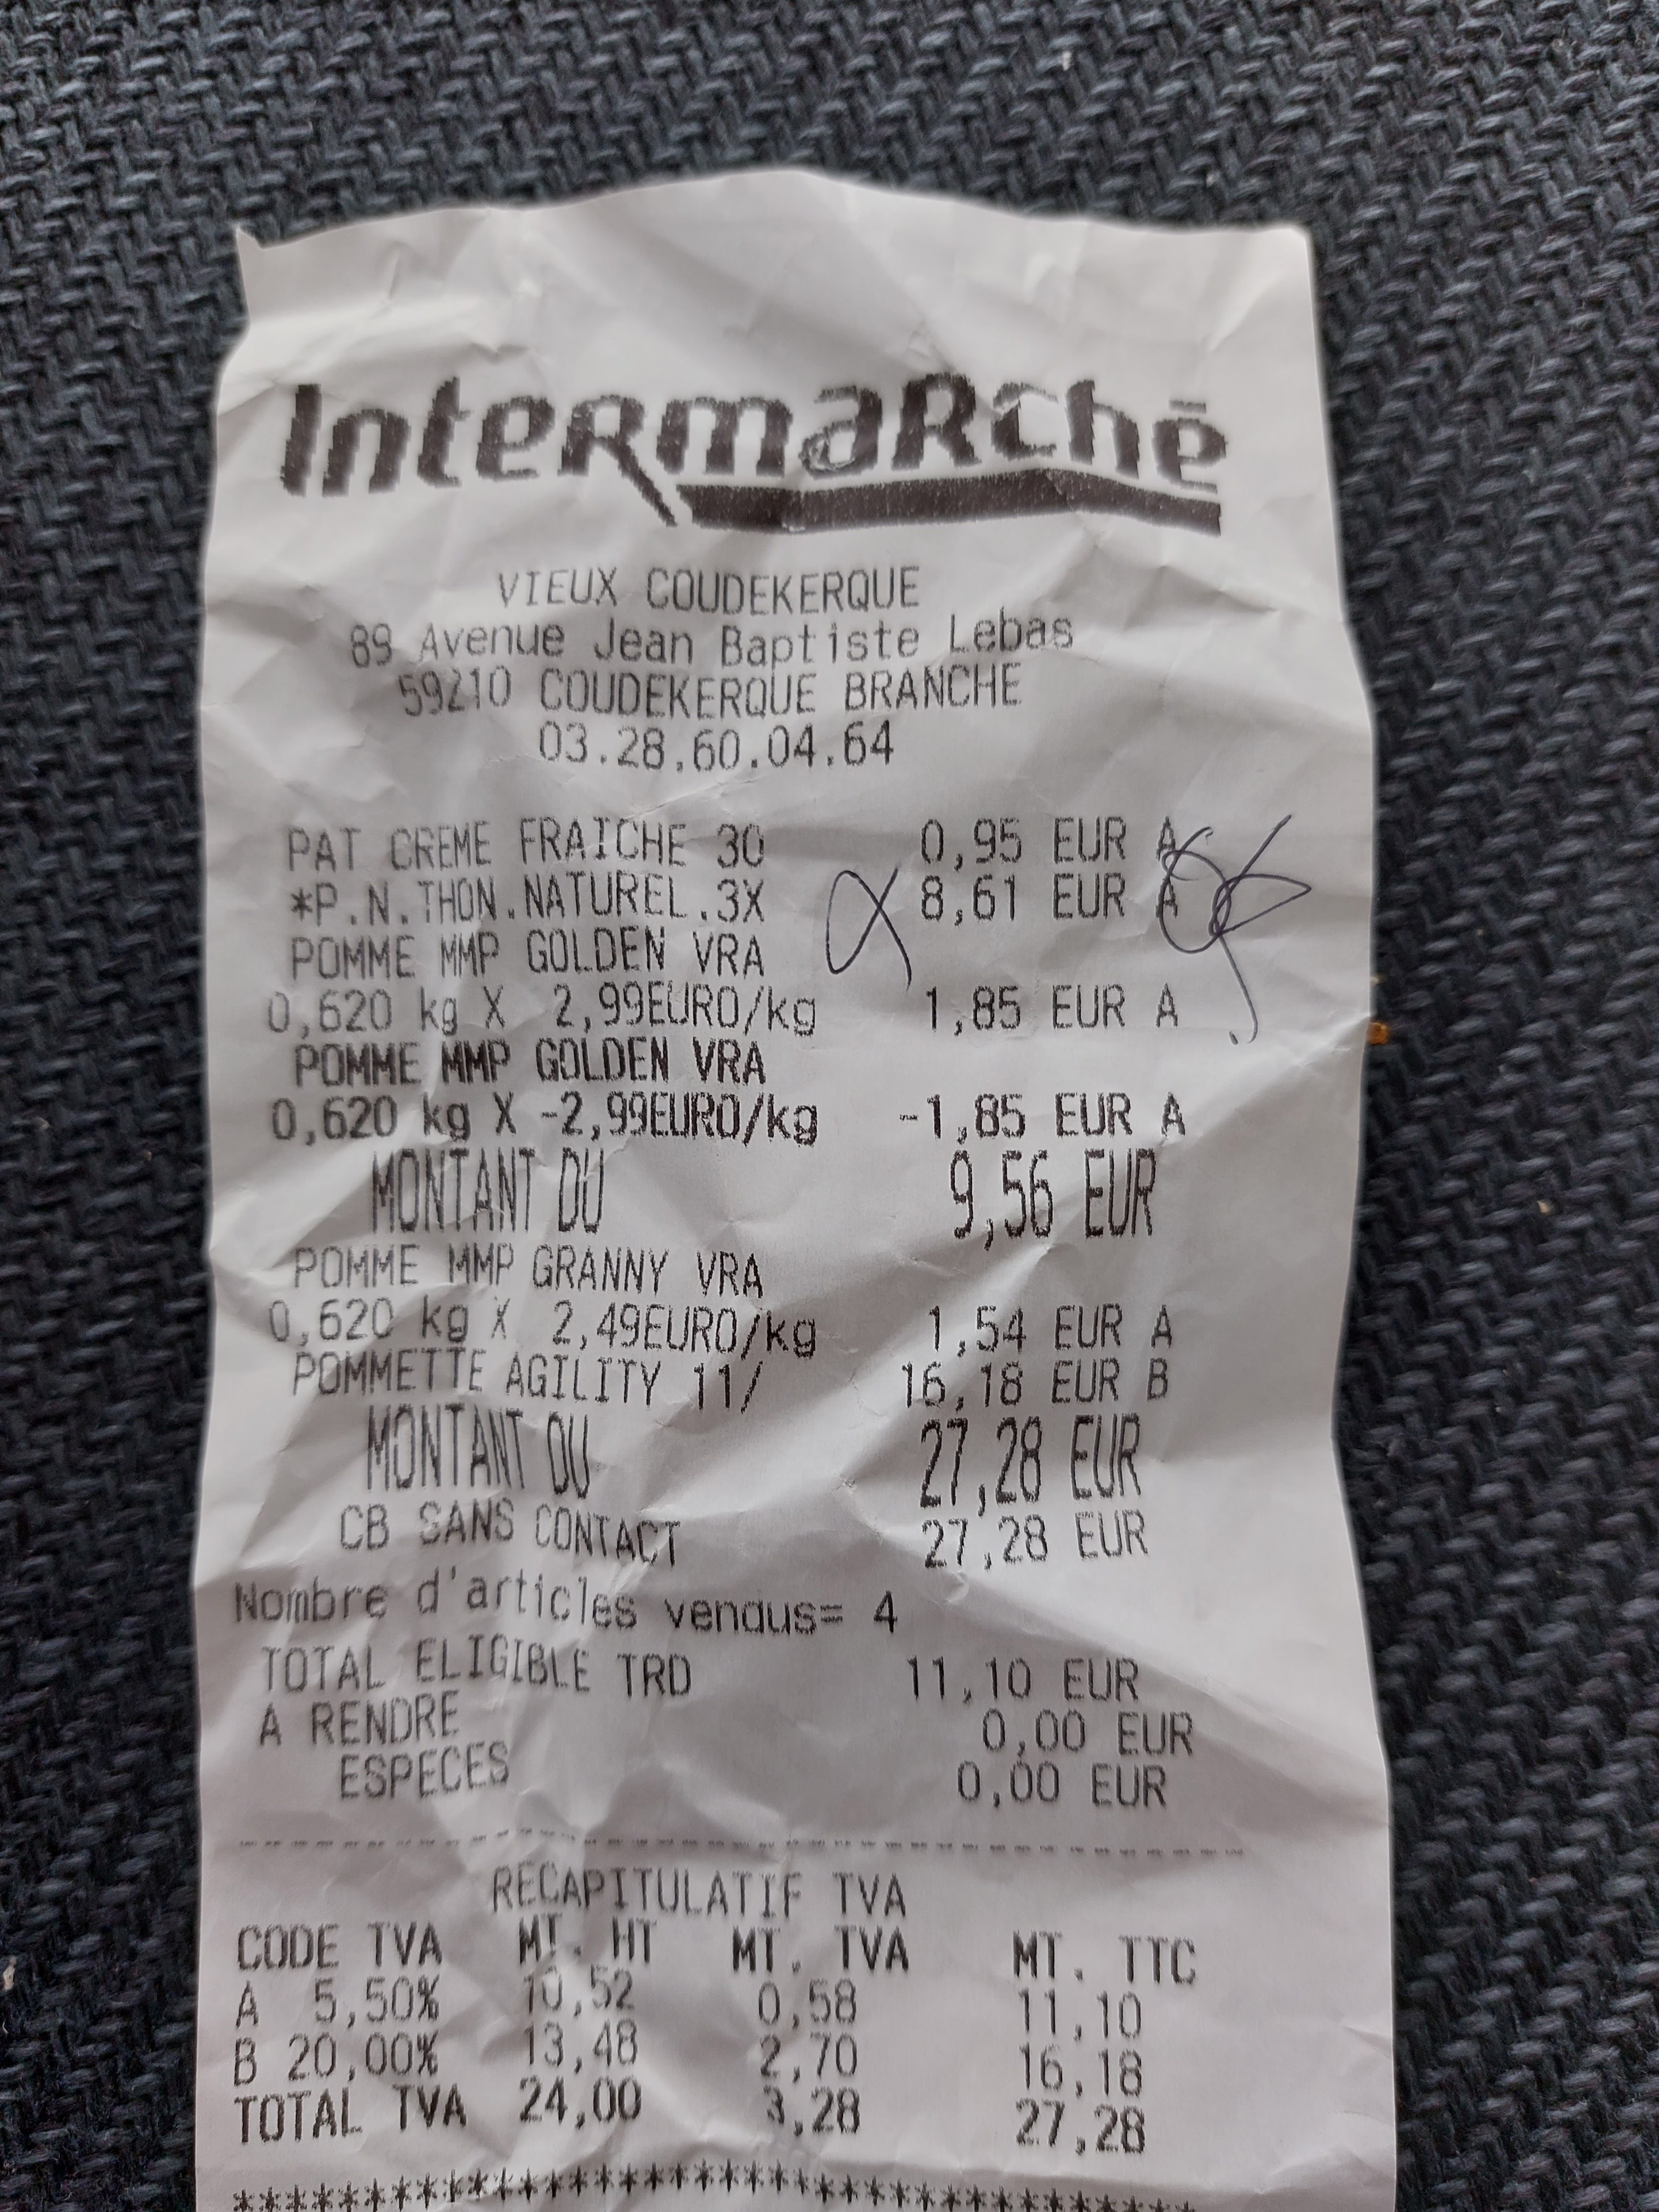 IntermaRchē
VIEUX COUDEKERQUE
89 Avenue Jean Baptiste Lebas
59210 COUDEKERQUE BRANCHE
03.28.60.04.64
PAT CREME FRAICHE 30 0,95 EUR A
*P.N.THON.NATUREL.3X 8,61 EUR A
POMME MMP GOLDEN VRA
0,620 kg X 2,99EURO/kg 1,85 EUR A
POMME MMP GOLDEN VRA
0,620 kg X -2,99EURO/kg -1,85 EUR A
MONTANT DU 9,56 EUR
POMME MMP GRANNY VRA
0,620 kg X 2,49EURO/kg 1,54 EUR A
POMMETTE AGILITY 11/ 16,18 EUR B
MONTANT DU 27,28 EUR
CB SANS CONTACT 27,28 EUR
Nombre d'articles vendus= 4
TOTAL ELIGIBLE TRD 11,10 EUR
A RENDRE 0,00 EUR
ESPECES 0,00 EUR
RECAPITULATIF TVA
CODE TVA MT. HT MT. TVA MT. TTC
A 5,50% 10,52 0,58 11,10
B 20,00% 13,48 2,70 16,18
TOTAL TVA 24,00 3,28 27,28